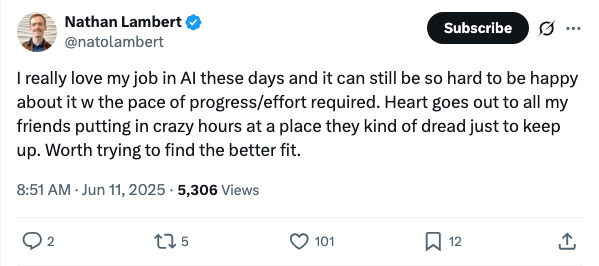 Nathan Lambert
@natolambert
Subscribe
I really love my job in AI these days and it can still be so hard to be happy
about it w the pace of progress/effort required. Heart goes out to all my
friends putting in crazy hours at a place they kind of dread just to keep
up. Worth trying to find the better fit.
8:51 AM · Jun 11, 2025 · 5,306 Views
2 5 101 12